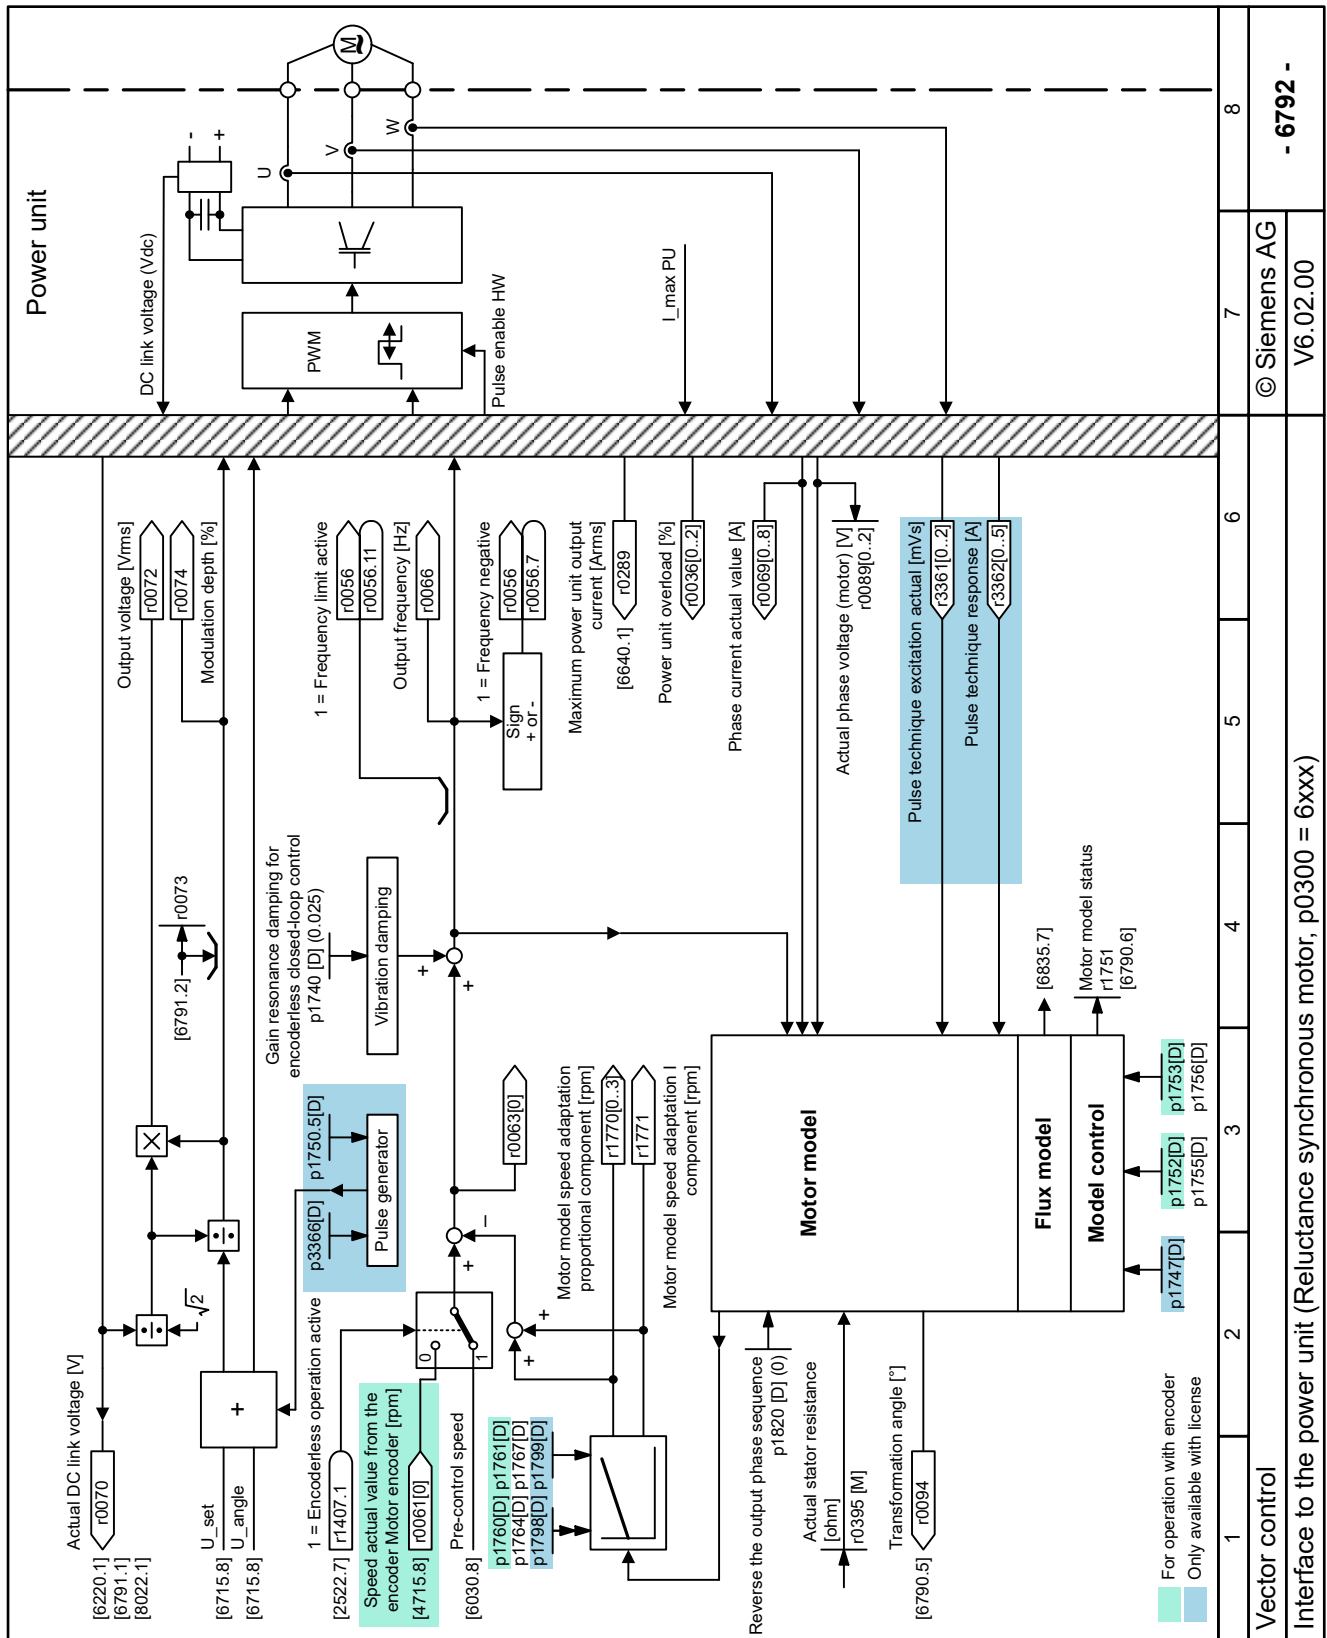 Power unit
Actual DC link voltage [V]
r0070
[6220.1]
[6791.1]
[8022.1]
√2
Output voltage [Vrms]
r0072
r0074
Modulation depth [%]
[6791.2]
r0073
DC link voltage (Vdc)
-
+
PWM
Pulse enable HW
U
V
W
M
U_set
[6715.8]
U_angle
[6715.8]
+
p3366[D]
p1750.5[D]
Pulse generator
Gain resonance damping for
encoderless closed-loop control
p1740 [D] (0.025)
Vibration damping
1 = Frequency limit active
r0056
r0056.11
Output frequency [Hz]
r0066
1 = Frequency negative
r0056
r0056.7
Sign
+ or -
1 = Encoderless operation active
[2522.7]
r1407.1
Speed actual value from the
encoder Motor encoder [rpm]
[4715.8]
r0061[0]
Pre-control speed
[6030.8]
0
1
+
–
+
+
r0063[0]
+
+
Maximum power unit output
current [Arms]
[6640.1]
r0289
I_max PU
Power unit overload [%]
r0036[0..2]
Phase current actual value [A]
r0069[0..8]
Actual phase voltage (motor) [V]
r0089[0..2]
Pulse technique excitation actual [mVs]
r3361[0..2]
Pulse technique response [A]
r3362[0..5]
p1760[D] p1761[D]
p1764[D] p1767[D]
p1798[D] p1799[D]
Motor model speed adaptation
proportional component [rpm]
r1770[0..3]
r1771
Motor model speed adaptation I
component [rpm]
Reverse the output phase sequence
p1820 [D] (0)
Actual stator resistance
[ohm]
r0395 [M]
Transformation angle [°]
[6790.5]
r0094
Motor model
Flux model
Model control
[6835.7]
Motor model status
r1751
[6790.6]
p1747[D]
p1752[D]
p1755[D]
p1753[D]
p1756[D]
For operation with encoder
Only available with license
1
2
3
4
5
6
7
8
Vector control
© Siemens AG
- 6792 -
Interface to the power unit (Reluctance synchronous motor, p0300 = 6xxx)
V6.02.00